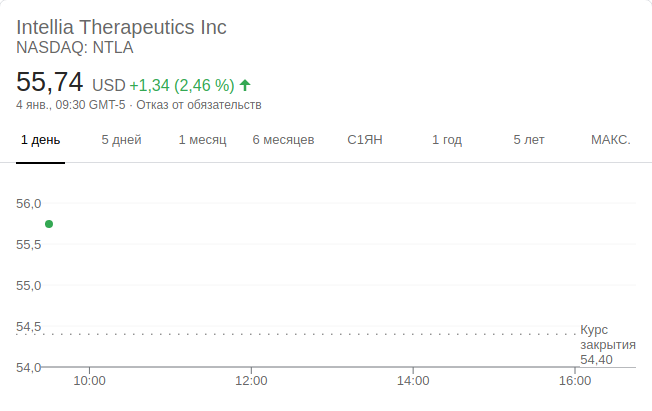 Intellia Therapeutics Inc
NASDAQ: NTLA
55,74 USD +1,34 (2,46 %)
4 янв., 09:30 GMT-5 · Отказ от обязательств
1 день 5 дней 1 месяц 6 месяцев С1ЯН 1 год 5 лет МАКС.
56,0
55,5
55,0
54,5
Курс
закрытия
54,40
54,0
10:00 12:00 14:00 16:00